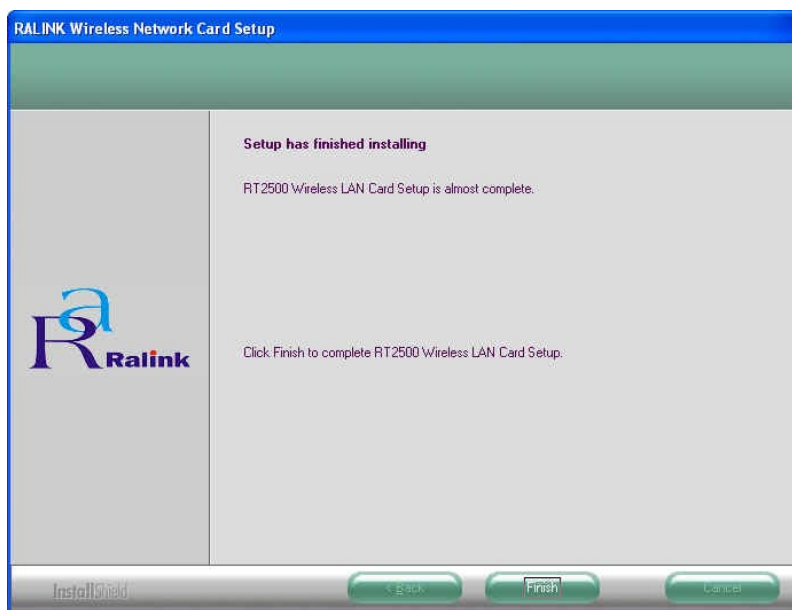 RALINK Wireless Network Card Setup
Setup has finished installing
RT2500 Wireless LAN Card Setup is almost complete.
Ralink
Click Finish to complete RT2500 Wireless LAN Card Setup.
InstallShield
< Back
Finish
Cancel